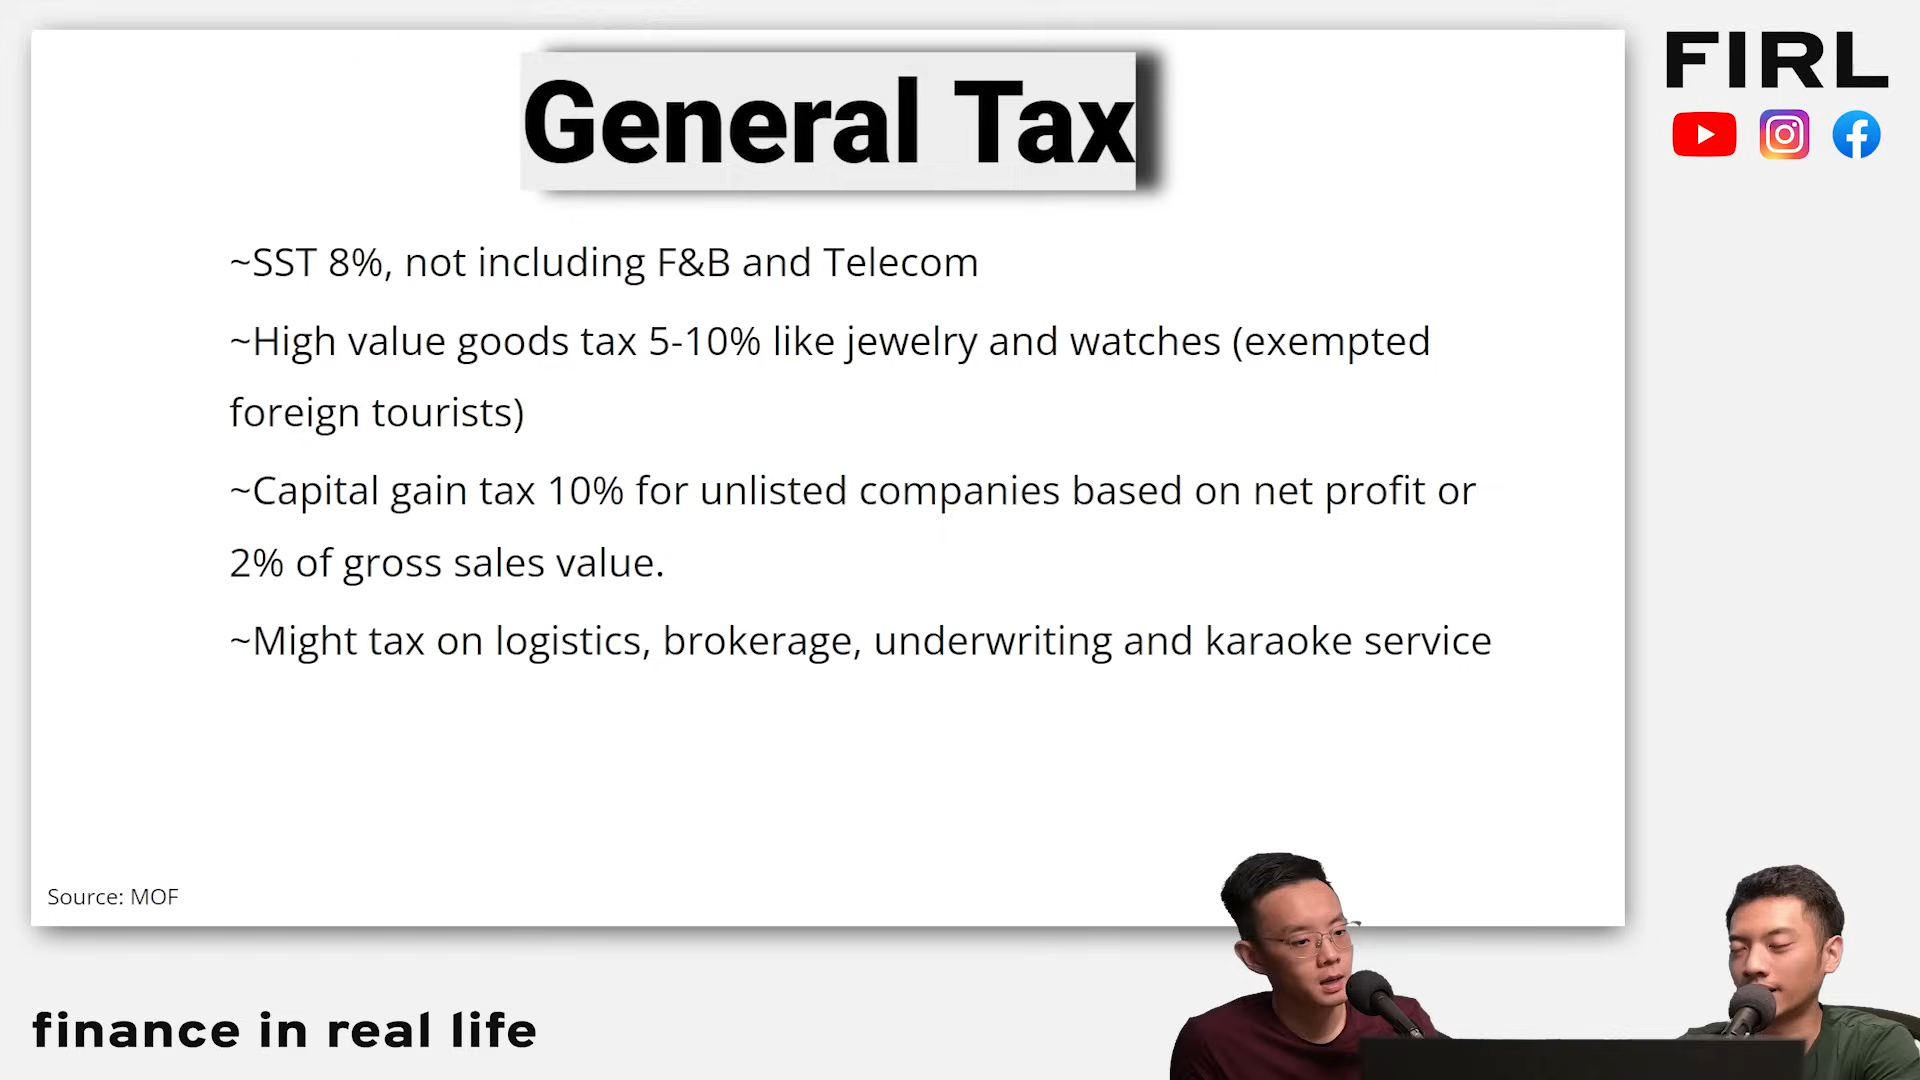 FIRL
General Tax
~SST 8%, not including F&B and Telecom
~High value goods tax 5-10% like jewelry and watches (exempted
foreign tourists)
~Capital gain tax 10% for unlisted companies based on net profit or
2% of gross sales value.
~Might tax on logistics, brokerage, underwriting and karaoke service
Source: MOF
finance in real life